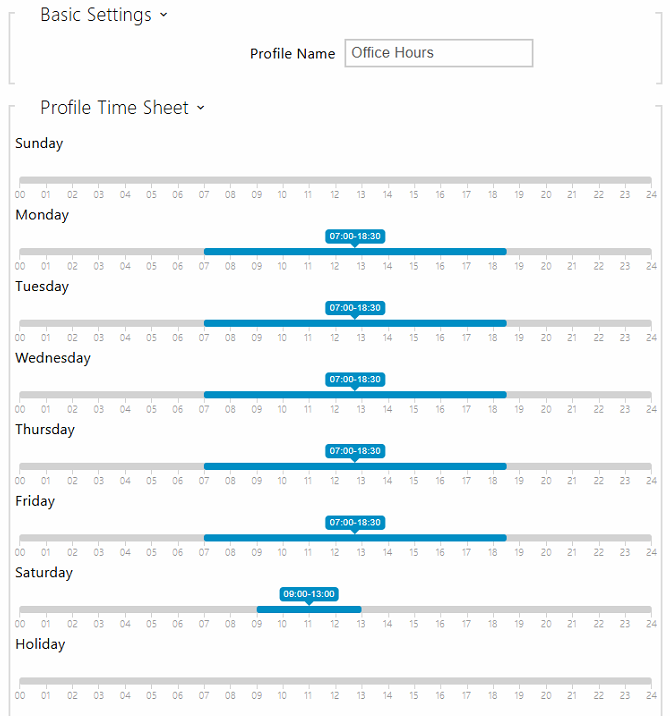 Basic Settings
Profile Name Office Hours
Profile Time Sheet
Sunday
00 01 02 03 04 05 06 07 08 09 10 11 12 13 14 15 16 17 18 19 20 21 22 23 24
Monday
07:00-18:30
00 01 02 03 04 05 06 07 08 09 10 11 12 13 14 15 16 17 18 19 20 21 22 23 24
Tuesday
07:00-18:30
00 01 02 03 04 05 06 07 08 09 10 11 12 13 14 15 16 17 18 19 20 21 22 23 24
Wednesday
07:00-18:30
00 01 02 03 04 05 06 07 08 09 10 11 12 13 14 15 16 17 18 19 20 21 22 23 24
Thursday
07:00-18:30
00 01 02 03 04 05 06 07 08 09 10 11 12 13 14 15 16 17 18 19 20 21 22 23 24
Friday
07:00-18:30
00 01 02 03 04 05 06 07 08 09 10 11 12 13 14 15 16 17 18 19 20 21 22 23 24
Saturday
09:00-13:00
00 01 02 03 04 05 06 07 08 09 10 11 12 13 14 15 16 17 18 19 20 21 22 23 24
Holiday
00 01 02 03 04 05 06 07 08 09 10 11 12 13 14 15 16 17 18 19 20 21 22 23 24